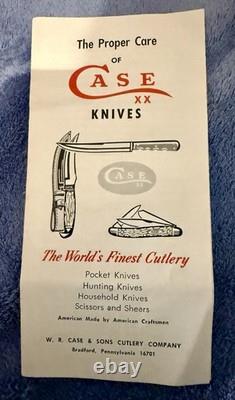 The Proper Care
OF
CASE
XX
KNIVES
CASE
XX
The World's Finest Cutlery
Pocket Knives
Hunting Knives
Household Knives
Scissors and Shears
American Made by American Craftsmen
W. R. CASE & SONS CUTLERY COMPANY
Bradford, Pennsylvania 16701
ebay